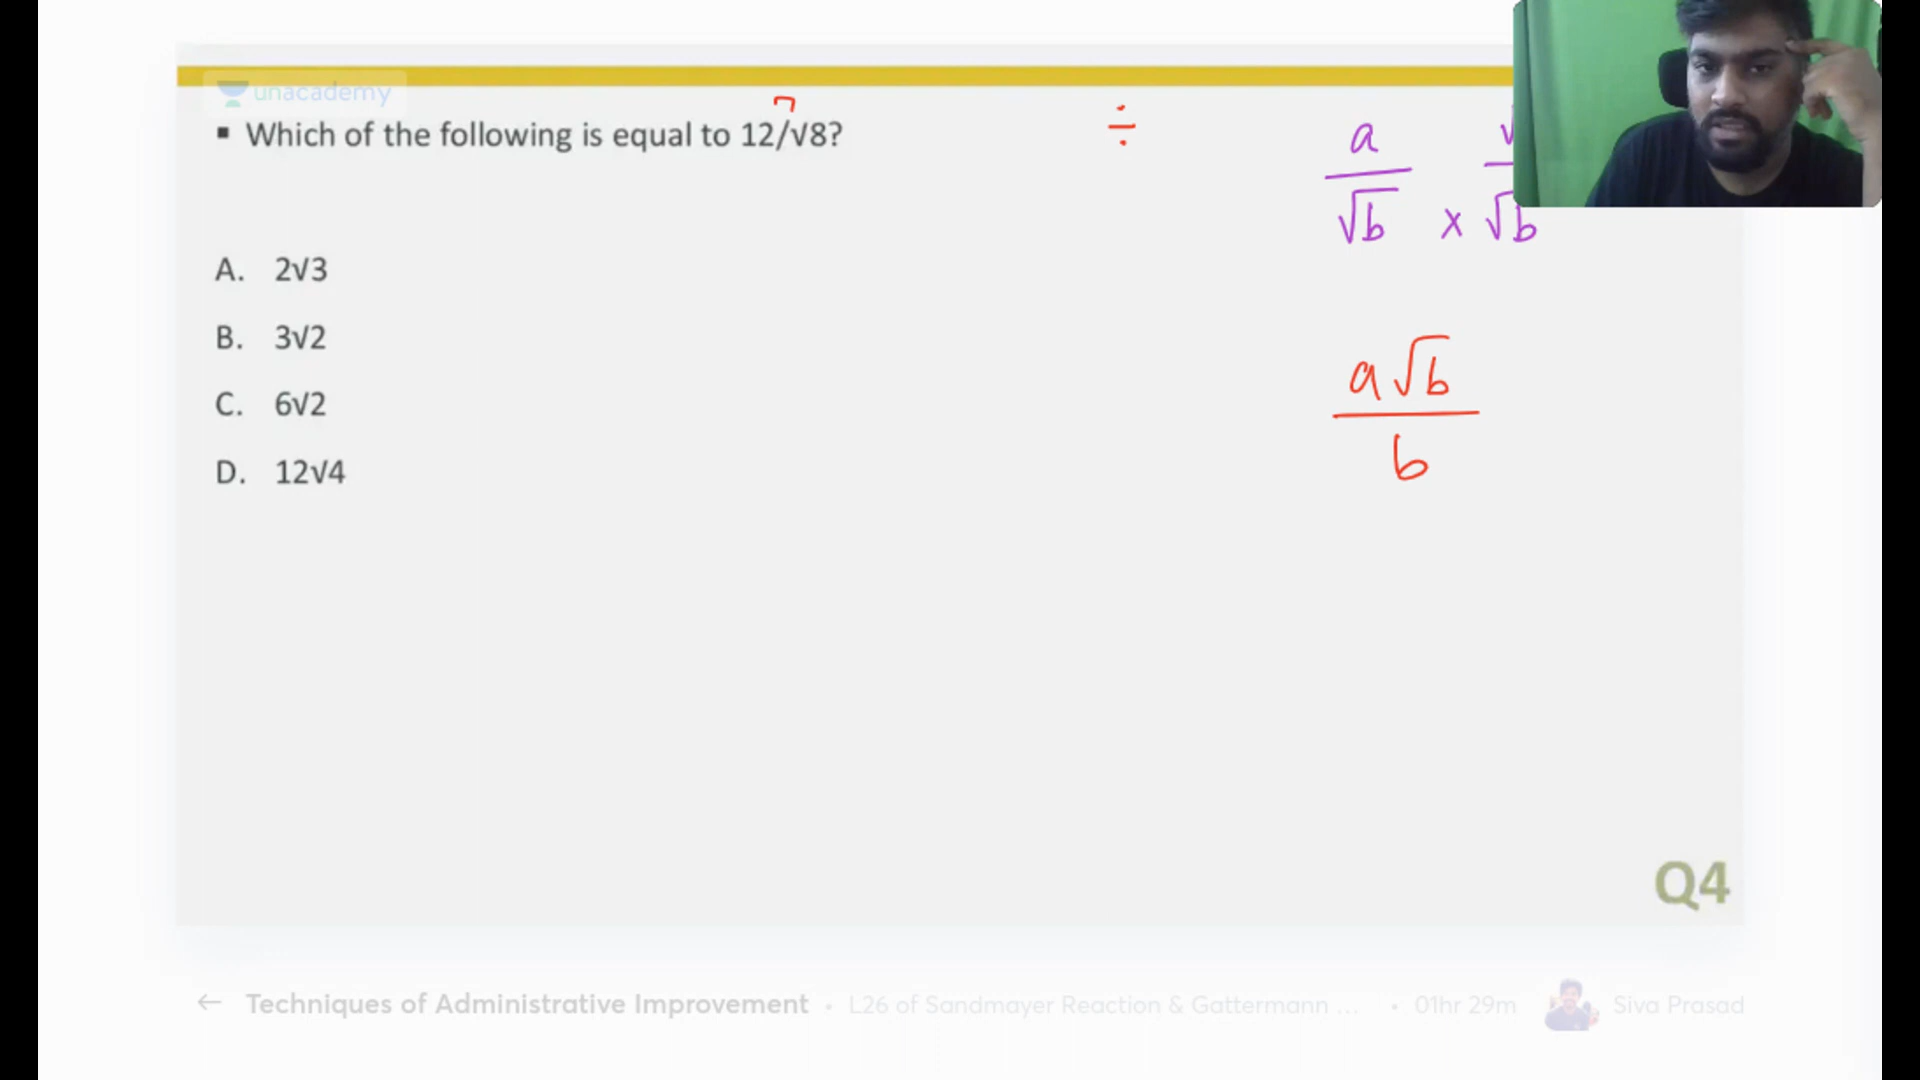 unacademy
▪ Which of the following is equal to 12/√8?
÷
a
√b × √b
A. 2√3
B. 3√2
a√b
b
C. 6√2
D. 12√4
Q4
← Techniques of Administrative Improvement • L26 of Sandmayer Reaction & Gattermann ... • 01hr 29m Siva Prasad